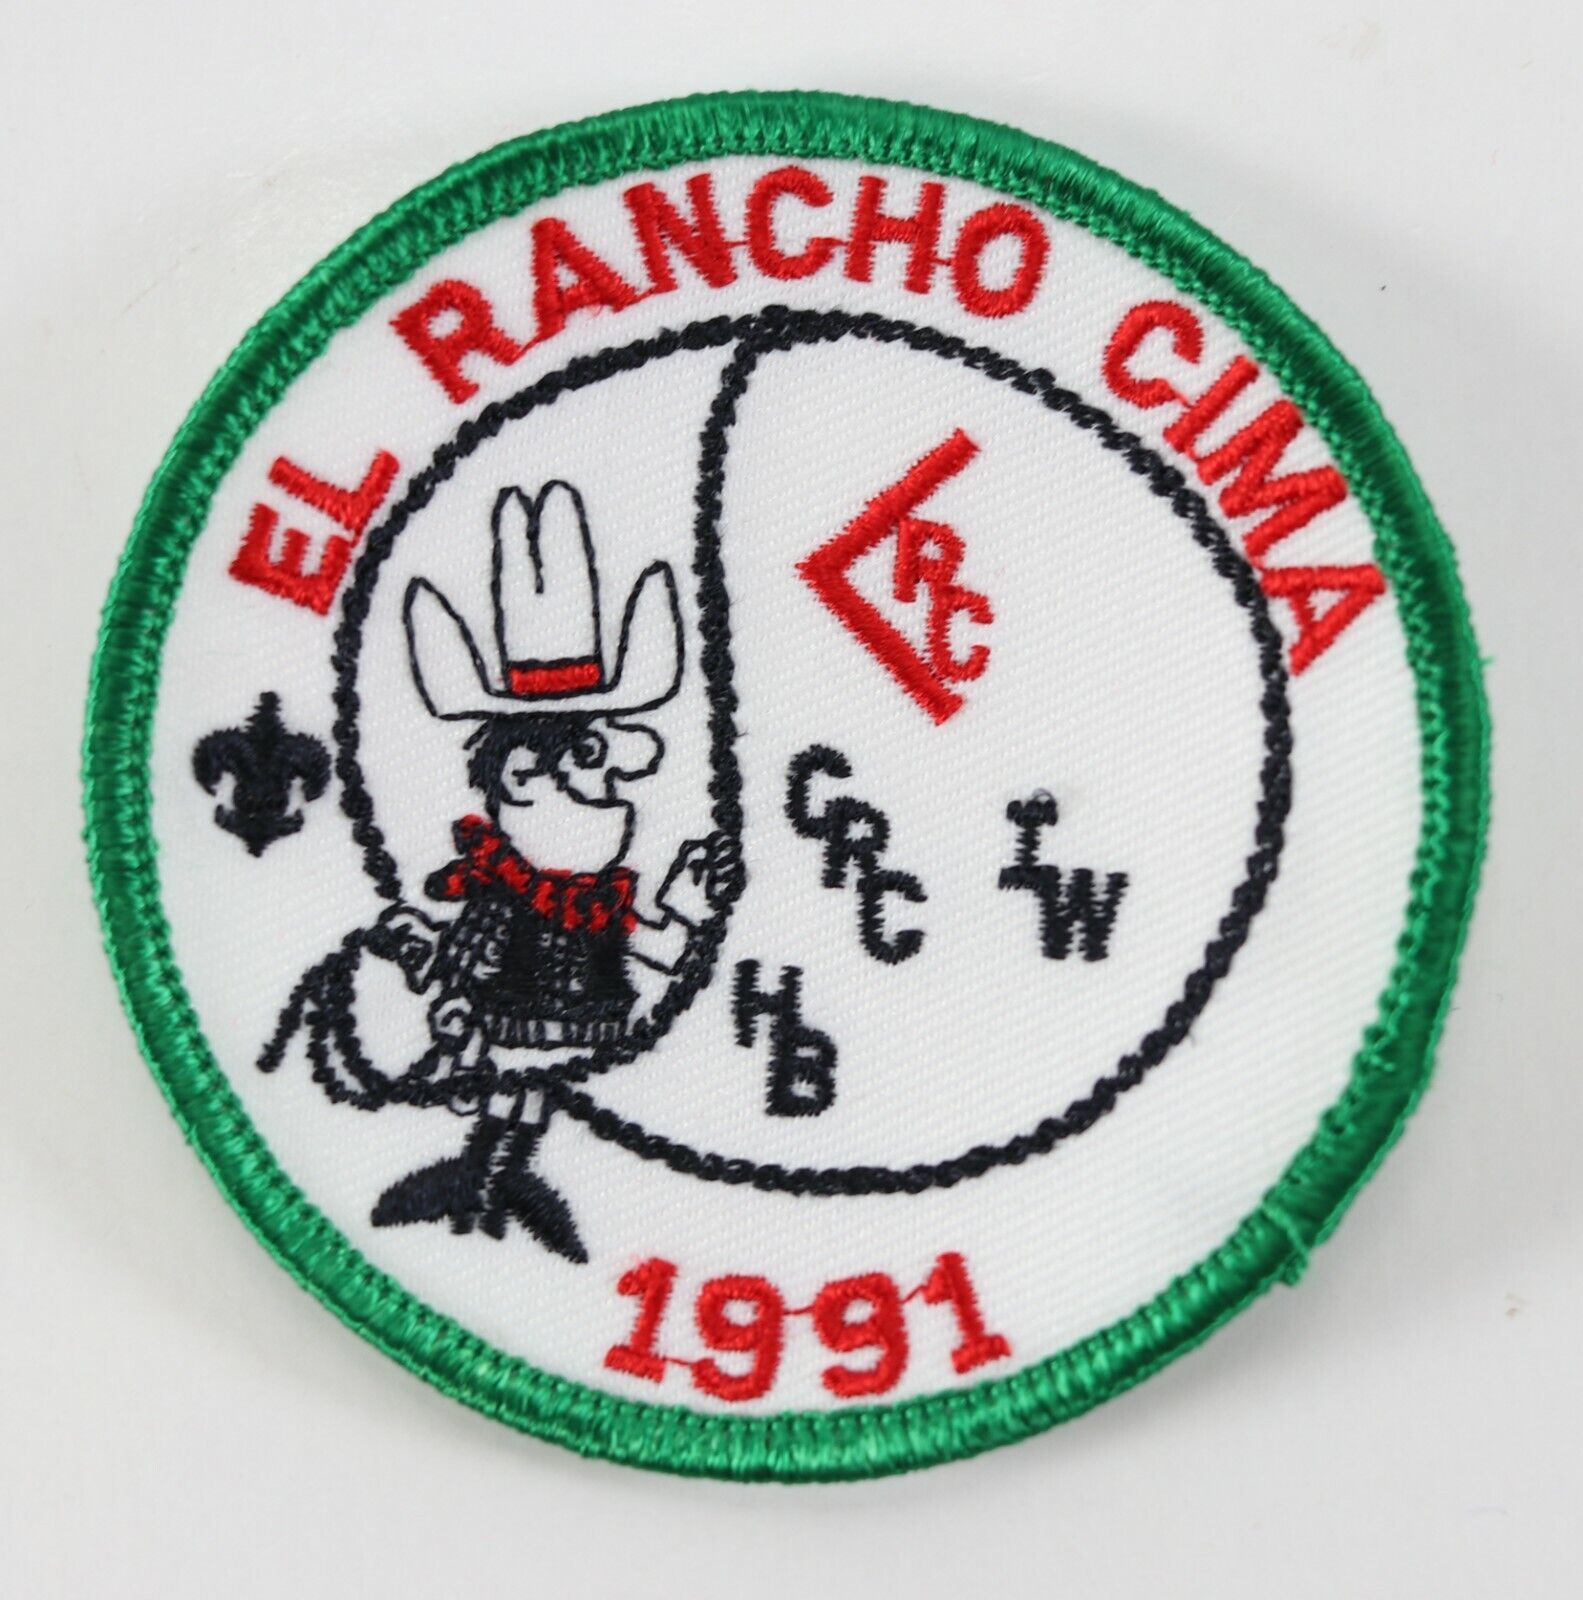 EL RANCHO CIMA
RC
CRC
IW
HB
1991